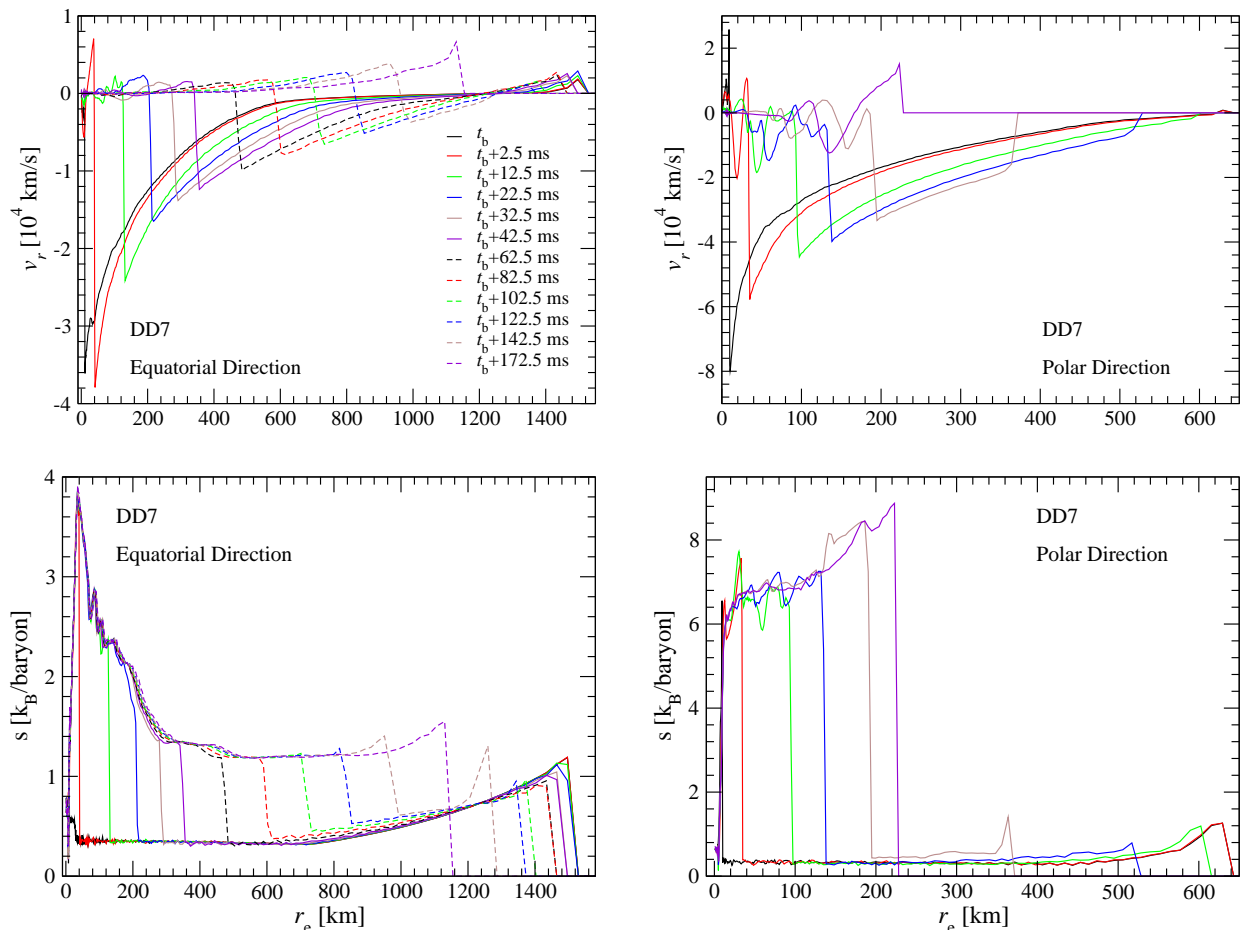 1
0
-1
-2
-3
-4
v_r [10^4 km/s]
0 200 400 600 800 1000 1200 1400
DD7
Equatorial Direction
t_b
t_b+2.5 ms
t_b+12.5 ms
t_b+22.5 ms
t_b+32.5 ms
t_b+42.5 ms
t_b+62.5 ms
t_b+82.5 ms
t_b+102.5 ms
t_b+122.5 ms
t_b+142.5 ms
t_b+172.5 ms
2
0
-2
-4
-6
-8
v_r [10^4 km/s]
0 100 200 300 400 500 600
DD7
Polar Direction
4
3
2
1
0
s [k_B/baryon]
DD7
Equatorial Direction
0 200 400 600 800 1000 1200 1400
r_e [km]
8
6
4
2
0
s [k_B/baryon]
DD7
Polar Direction
0 100 200 300 400 500 600
r_e [km]